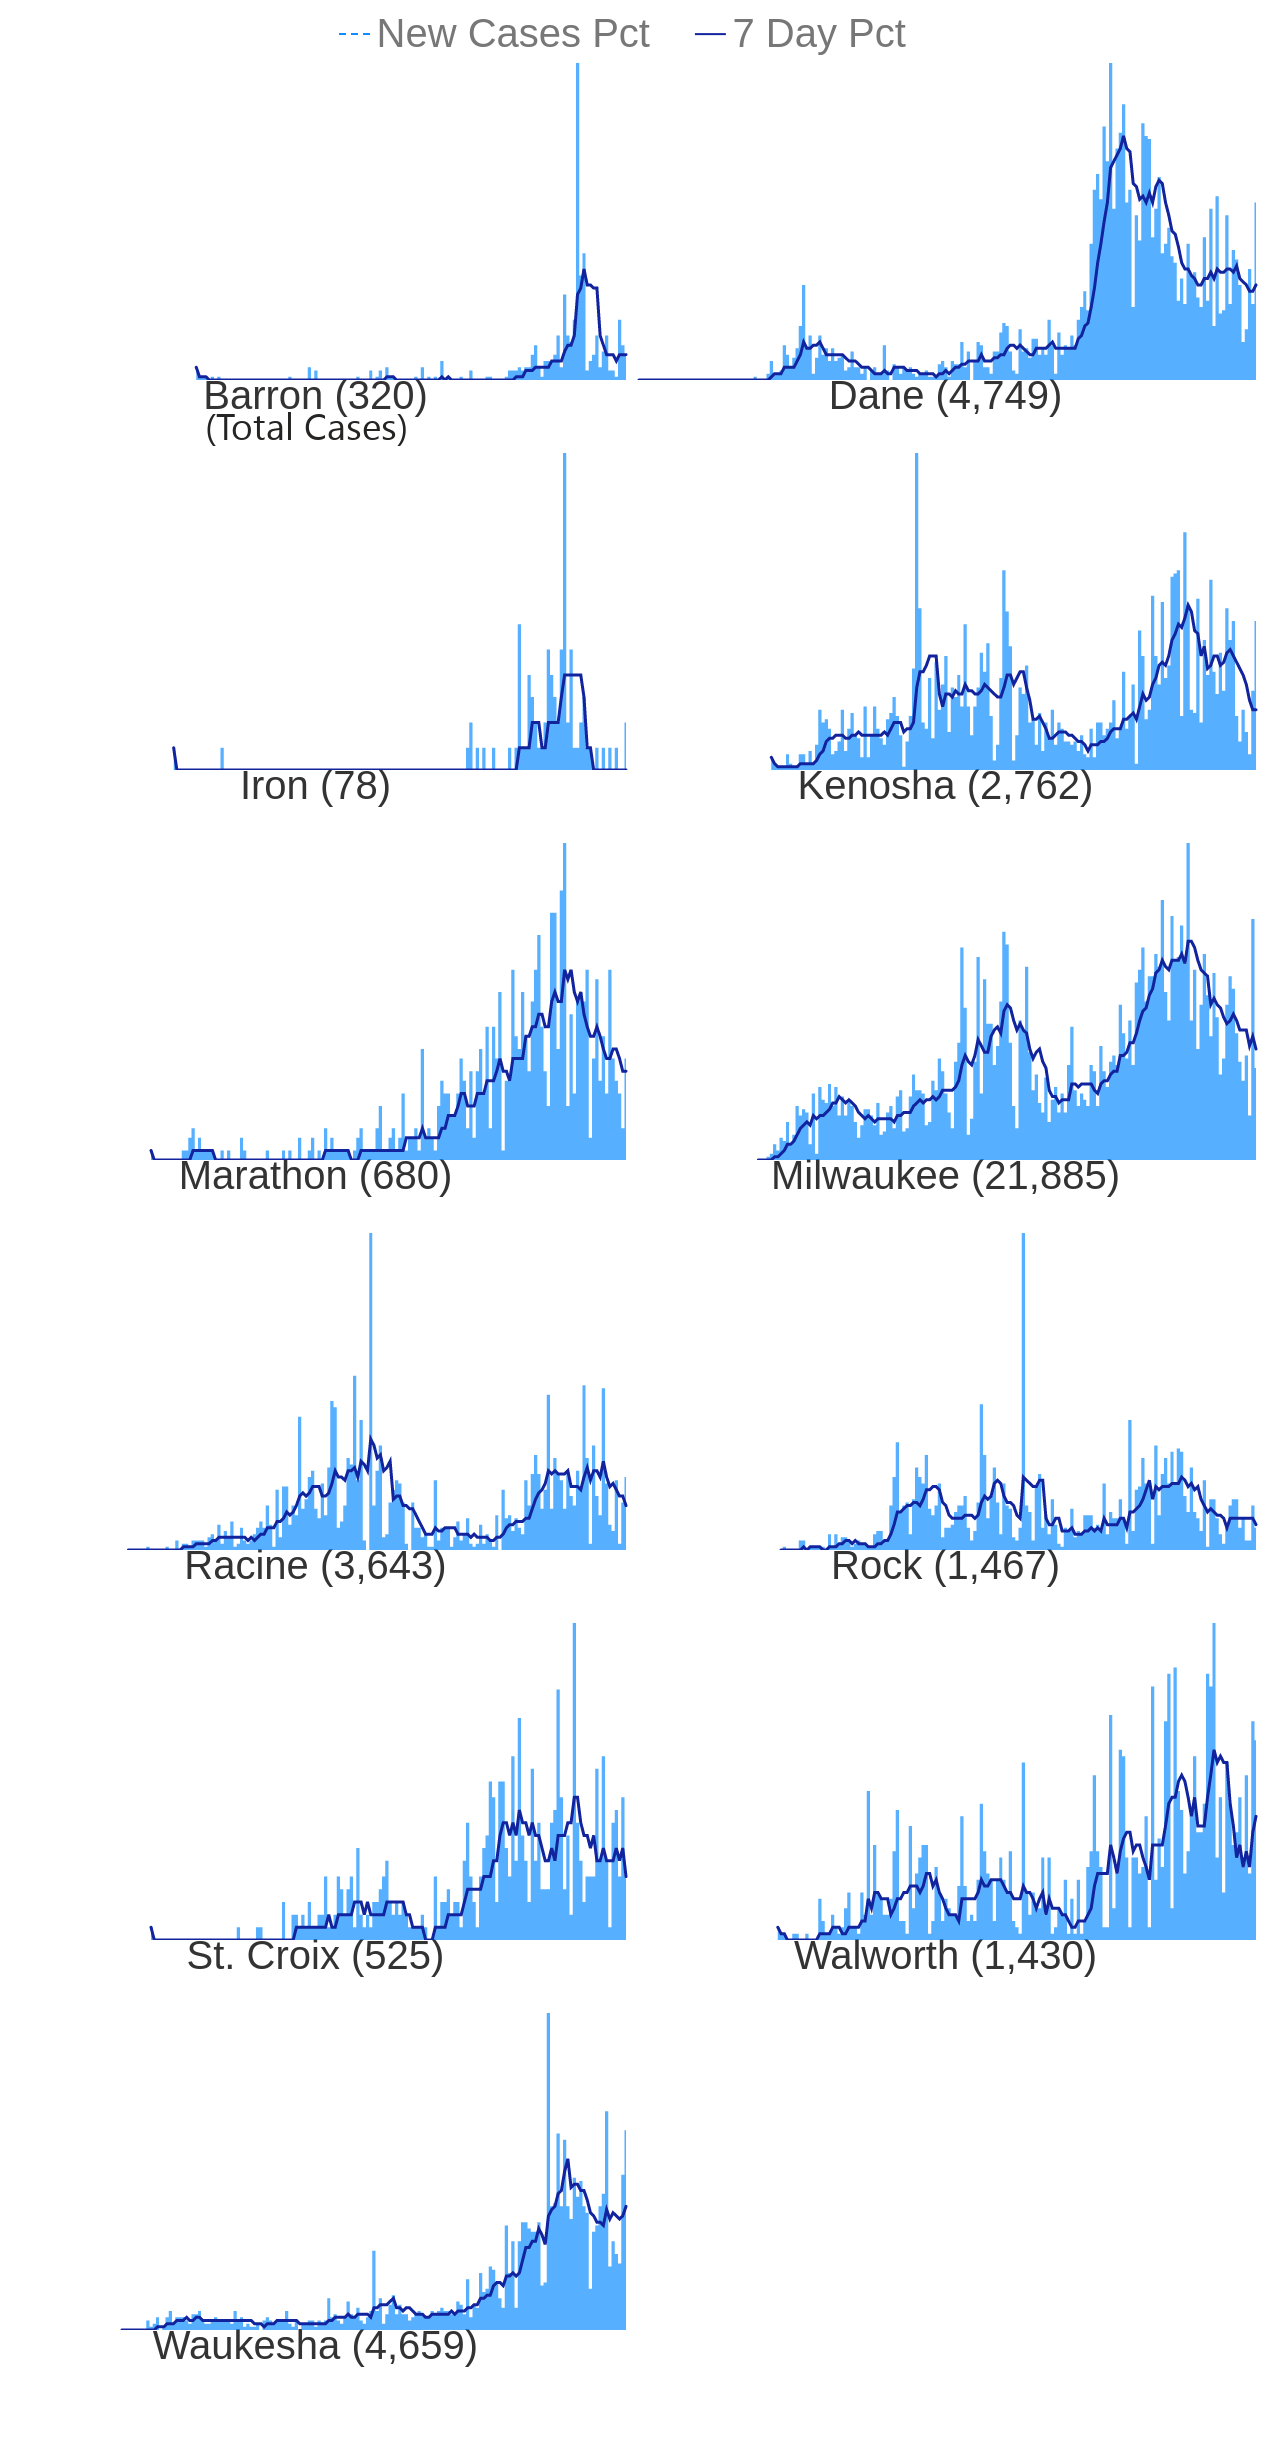 New Cases Pct 7 Day Pct
Barron (320) Dane (4,749)
(Total Cases)
Iron (78) Kenosha (2,762)
Marathon (680) Milwaukee (21,885)
Racine (3,643) Rock (1,467)
St. Croix (525) Walworth (1,430)
Waukesha (4,659)